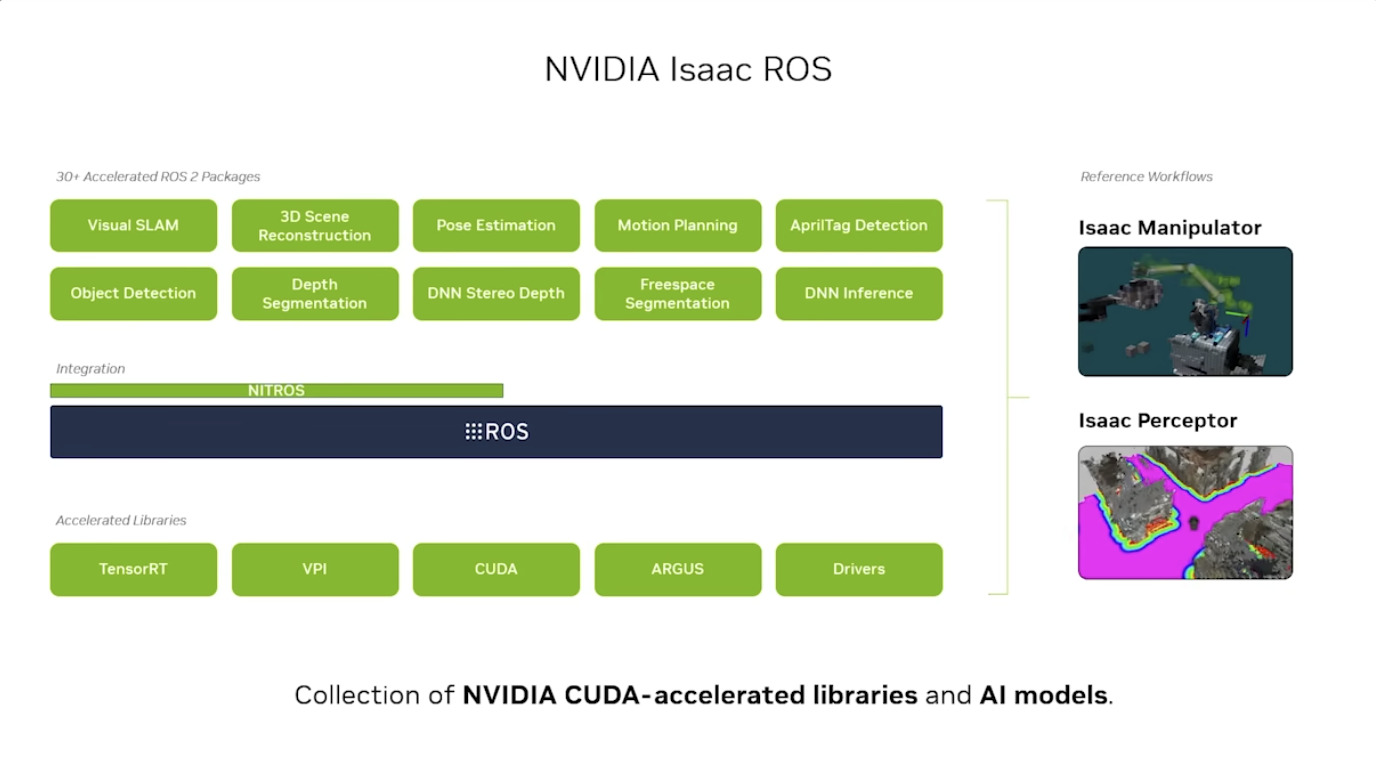 NVIDIA Isaac ROS
30+ Accelerated ROS 2 Packages
Visual SLAM
3D Scene
Reconstruction
Pose Estimation
Motion Planning
AprilTag Detection
Object Detection
Depth
Segmentation
DNN Stereo Depth
Freespace
Segmentation
DNN Inference
Integration
NITROS
ROS
Accelerated Libraries
TensorRT
VPI
CUDA
ARGUS
Drivers
Reference Workflows
Isaac Manipulator
Isaac Perceptor
Collection of NVIDIA CUDA-accelerated libraries and AI models.